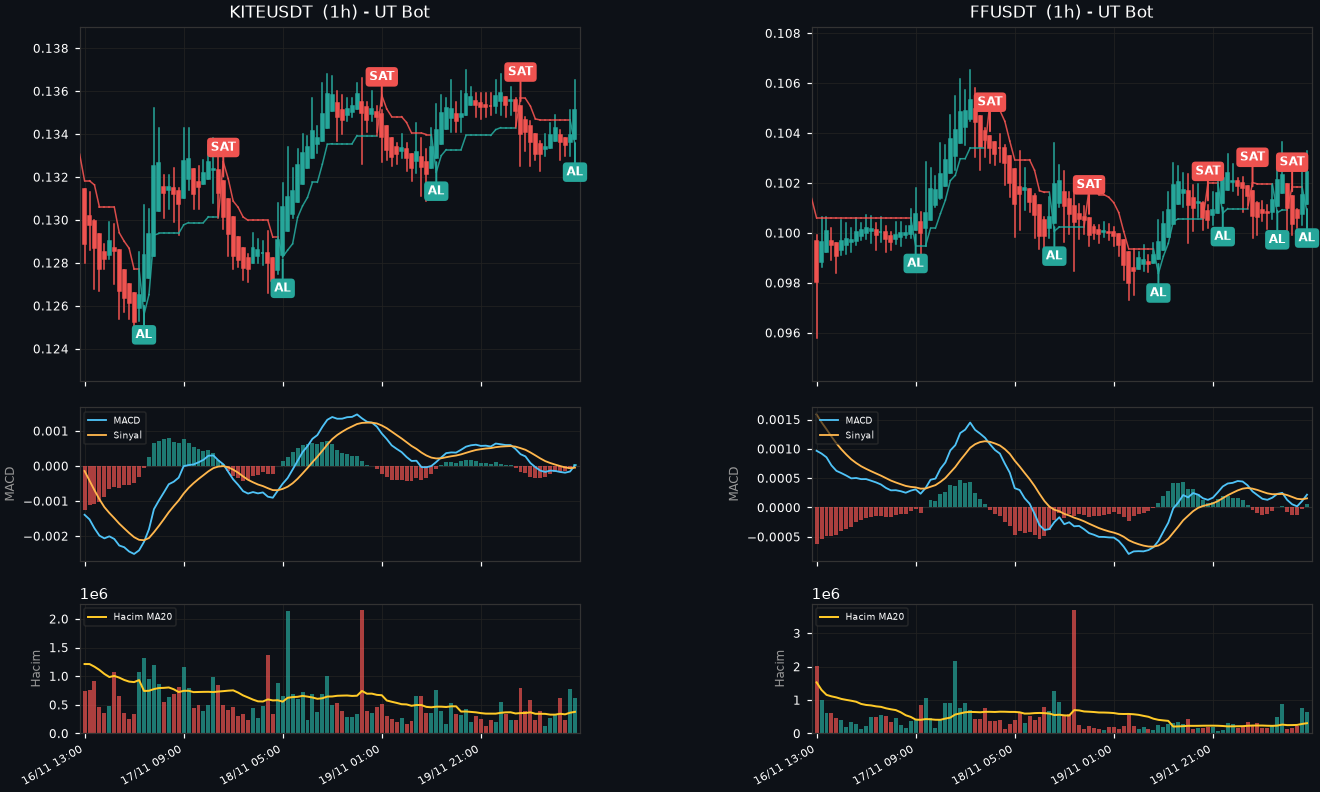 KITEUSDT (1h) - UT Bot
0.138
0.136
0.134
0.132
0.130
0.128
0.126
0.124
SAT
SAT
SAT
AL
AL
AL
AL
MACD
Sinyal
MACD
0.001
0.000
−0.001
−0.002
1e6
Hacim MA20
Hacim
2.0
1.5
1.0
0.5
0.0
16/11 13:00
17/11 09:00
18/11 05:00
19/11 01:00
19/11 21:00
FFUSDT (1h) - UT Bot
0.108
0.106
0.104
0.102
0.100
0.098
0.096
SAT
SAT
SAT
SAT
SAT
AL
AL
AL
AL
AL
AL
MACD
Sinyal
MACD
0.0015
0.0010
0.0005
0.0000
−0.0005
1e6
Hacim MA20
Hacim
3
2
1
0
16/11 13:00
17/11 09:00
18/11 05:00
19/11 01:00
19/11 21:00